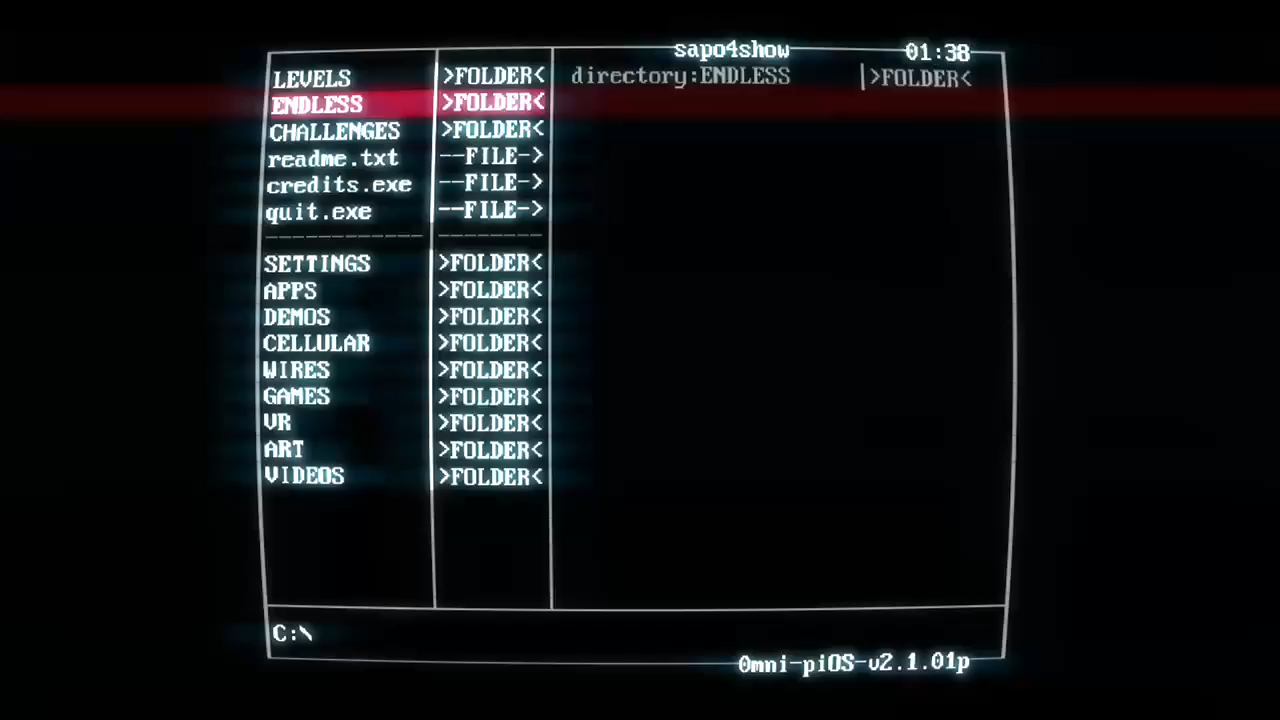 sapo4show 01:38
LEVELS >FOLDER< directory:ENDLESS |>FOLDER<
ENDLESS >FOLDER<
CHALLENGES >FOLDER<
readme.txt --FILE->
credits.exe --FILE->
quit.exe --FILE->
SETTINGS >FOLDER<
APPS >FOLDER<
DEMOS >FOLDER<
CELLULAR >FOLDER<
WIRES >FOLDER<
GAMES >FOLDER<
VR >FOLDER<
ART >FOLDER<
VIDEOS >FOLDER<
C:\
0mni-piOS-v2.1.01p